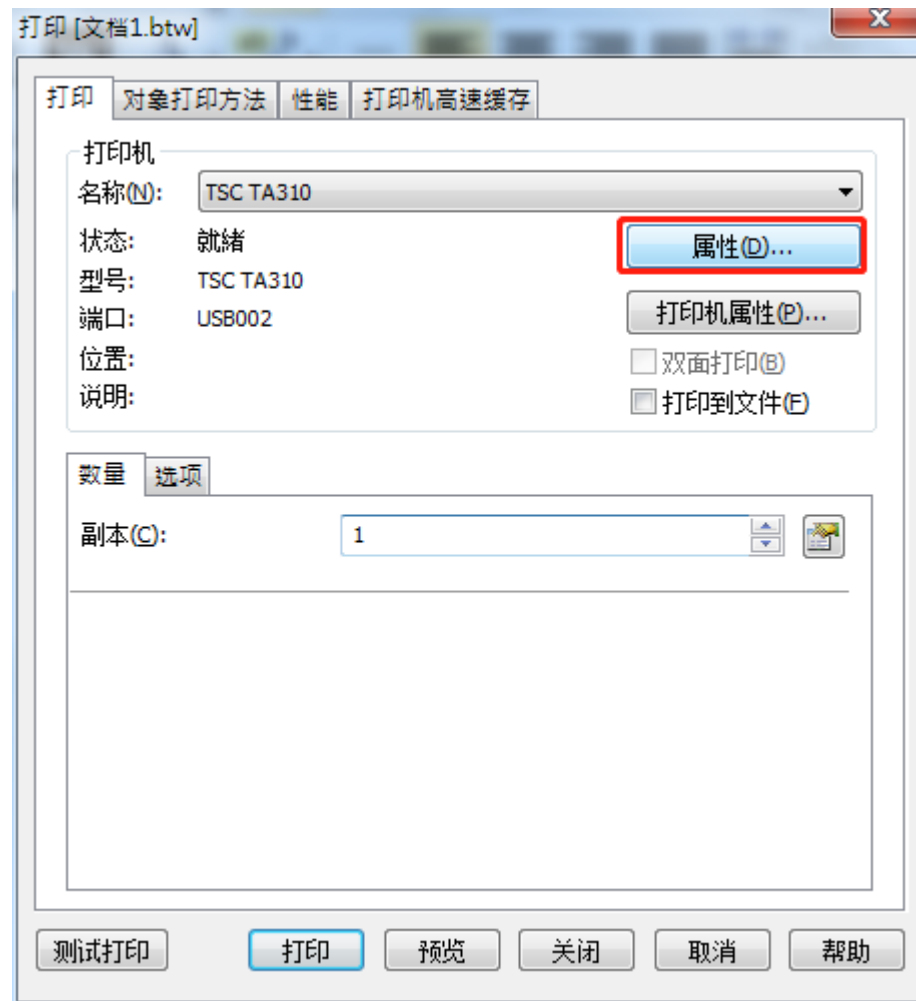 打印 [文档1.btw]
打印 对象打印方法 性能 打印机高速缓存
打印机
名称(N): TSC TA310
状态: 就绪 属性(D)...
型号: TSC TA310
端口: USB002 打印机属性(P)...
位置: 双面打印(B)
说明: 打印到文件(F)
数量 选项
副本(C): 1
测试打印 打印 预览 关闭 取消 帮助